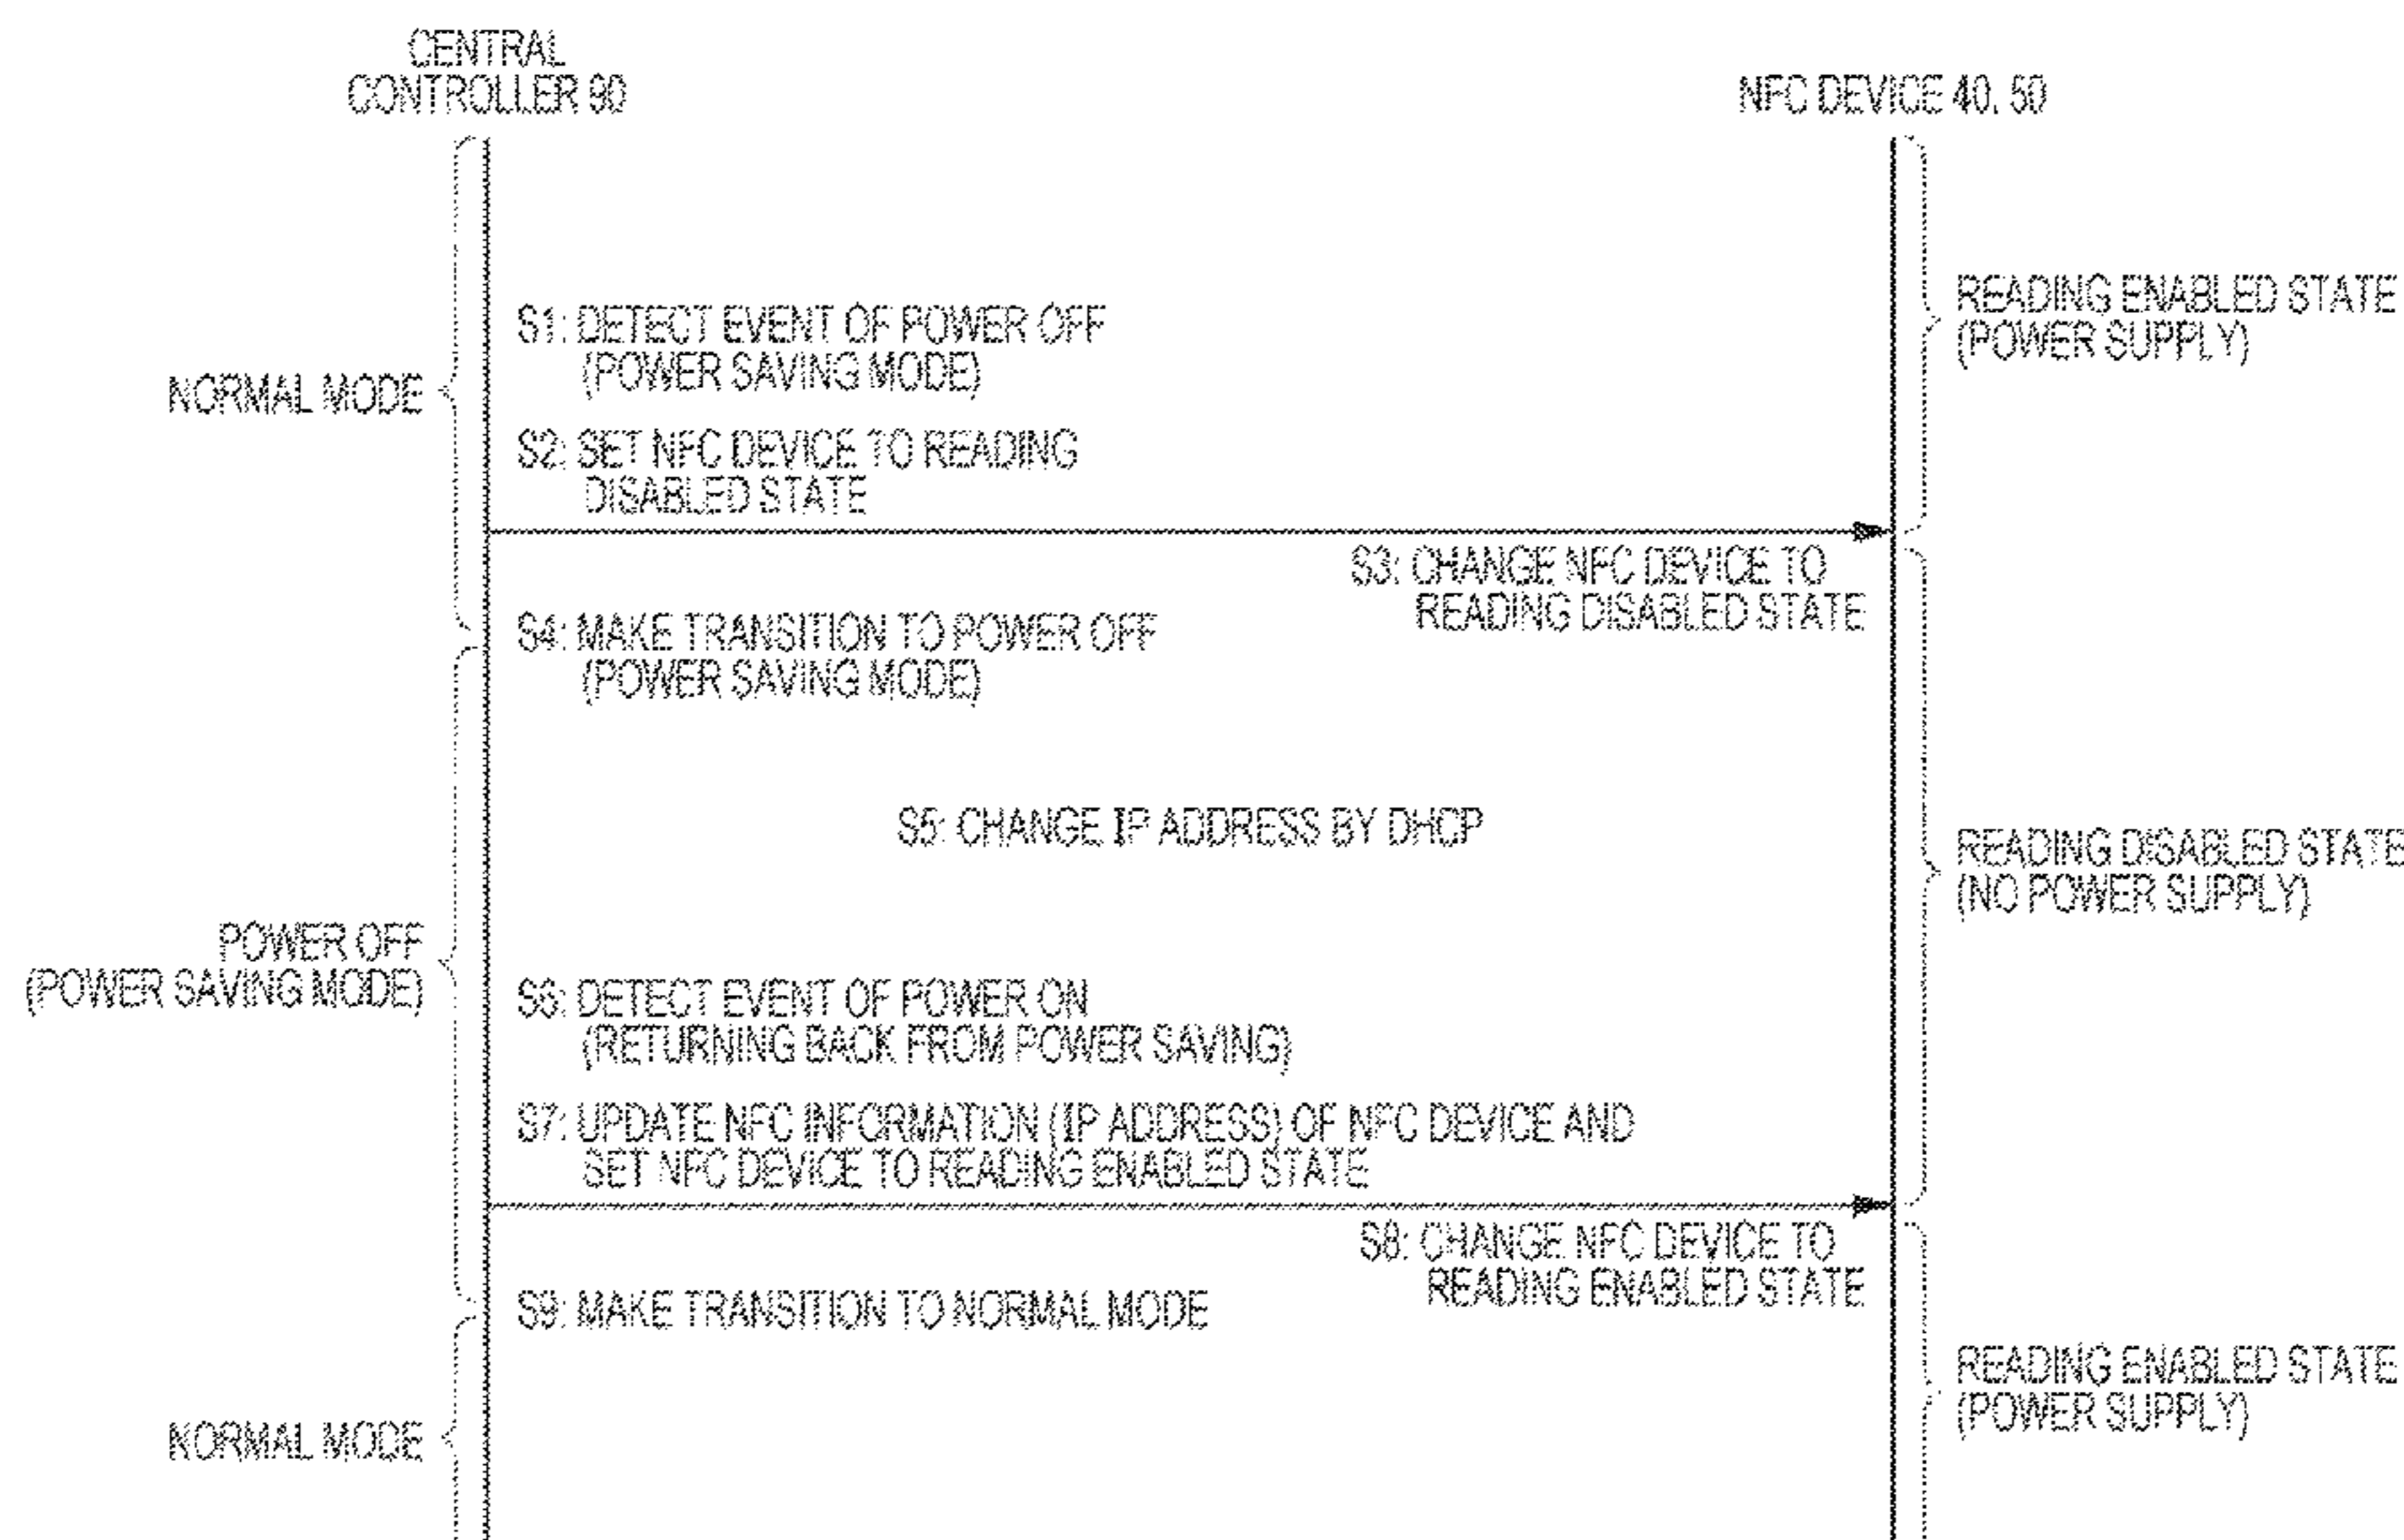 CENTRAL
CONTROLLER 90
NFC DEVICE 40, 50
READING ENABLED STATE
(POWER SUPPLY)
S1: DETECT EVENT OF POWER OFF
(POWER SAVING MODE)
NORMAL MODE
S2: SET NFC DEVICE TO READING
DISABLED STATE
S3: CHANGE NFC DEVICE TO
READING DISABLED STATE
S4: MAKE TRANSITION TO POWER OFF
(POWER SAVING MODE)
S5: CHANGE IP ADDRESS BY DHCP
READING DISABLED STATE
(NO POWER SUPPLY)
POWER OFF
(POWER SAVING MODE)
S6: DETECT EVENT OF POWER ON
(RETURNING BACK FROM POWER SAVING)
S7: UPDATE NFC INFORMATION (IP ADDRESS) OF NFC DEVICE AND
SET NFC DEVICE TO READING ENABLED STATE
S8: CHANGE NFC DEVICE TO
READING ENABLED STATE
S9: MAKE TRANSITION TO NORMAL MODE
READING ENABLED STATE
(POWER SUPPLY)
NORMAL MODE